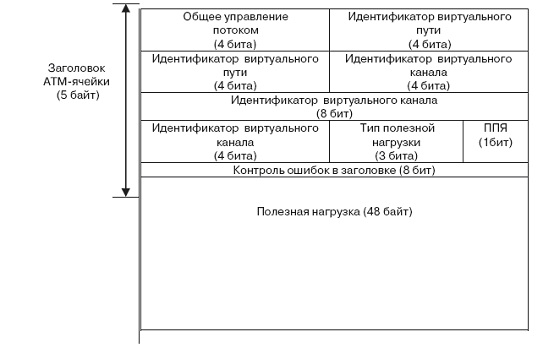 Общее управление
потоком
(4 бита)
Идентификатор виртуального
пути
(4 бита)
Заголовок
АТМ-ячейки
(5 байт)
Идентификатор виртуального
пути
(4 бита)
Идентификатор виртуального
канала
(4 бита)
Идентификатор виртуального канала
(8 бит)
Идентификатор виртуального
канала
(4 бита)
Тип полезной
нагрузки
(3 бита)
ППЯ
(1бит)
Контроль ошибок в заголовке (8 бит)
Полезная нагрузка (48 байт)